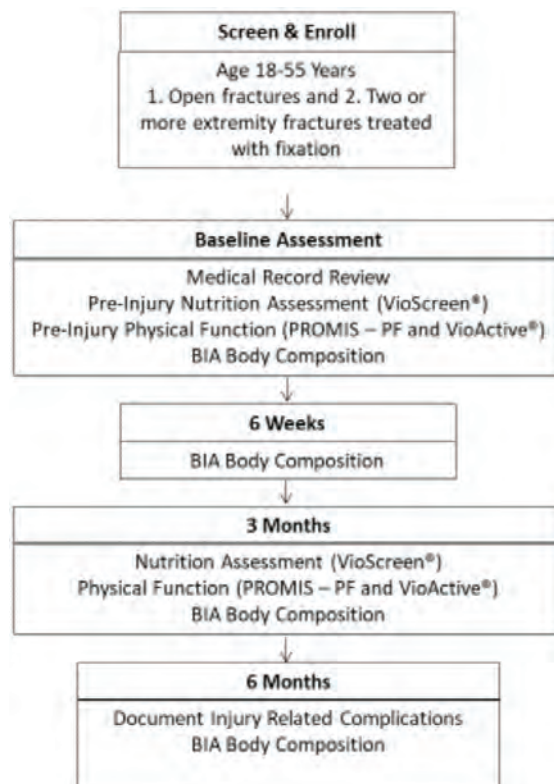 Screen & Enroll
Age 18-55 Years
1. Open fractures and 2. Two or
more extremity fractures treated
with fixation
Baseline Assessment
Medical Record Review
Pre-Injury Nutrition Assessment (VioScreen®)
Pre-Injury Physical Function (PROMIS – PF and VioActive®)
BIA Body Composition
6 Weeks
BIA Body Composition
3 Months
Nutrition Assessment (VioScreen®)
Physical Function (PROMIS – PF and VioActive®)
BIA Body Composition
6 Months
Document Injury Related Complications
BIA Body Composition